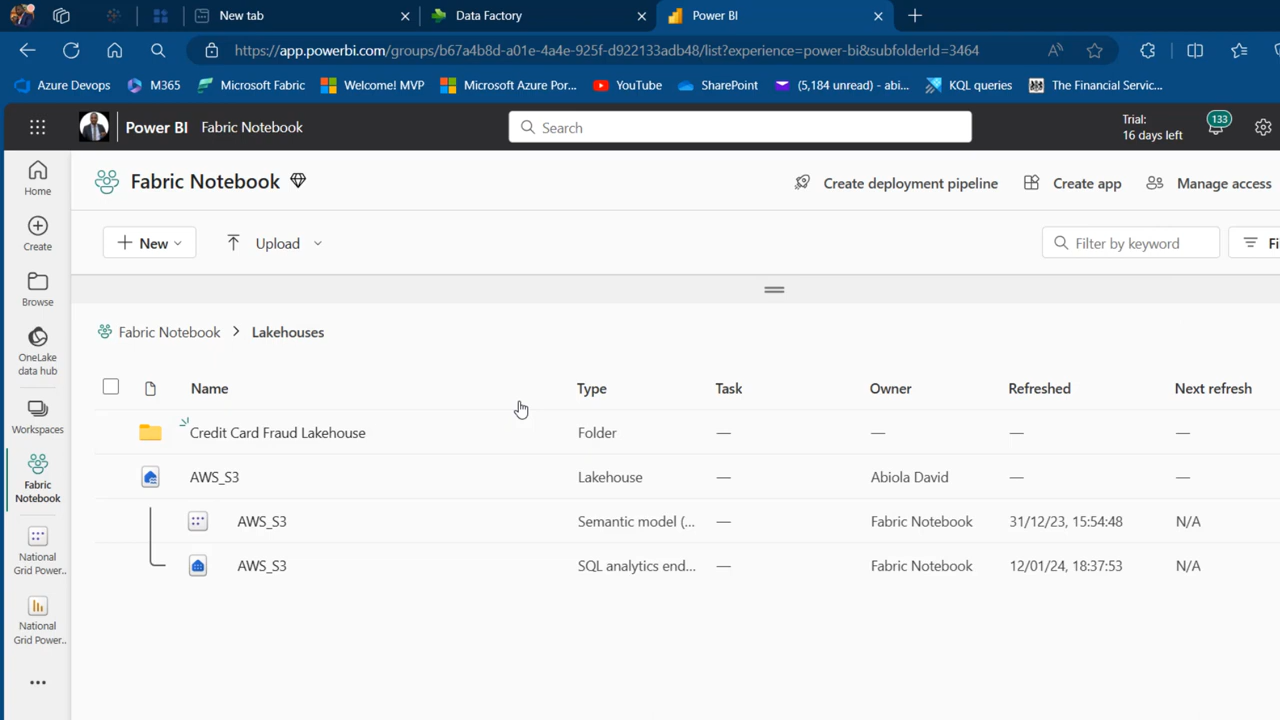 New tab
Data Factory
Power BI
https://app.powerbi.com/groups/b67a4b8d-a01e-4a4e-925f-d922133adb48/list?experience=power-bi&subfolderId=3464
Azure Devops
M365
Microsoft Fabric
Welcome! MVP
Microsoft Azure Por...
YouTube
SharePoint
(5,184 unread) - abi...
KQL queries
The Financial Servic...
Power BI Fabric Notebook
Search
Trial:
16 days left
133
Home
Create
Browse
OneLake
data hub
Workspaces
Fabric
Notebook
National
Grid Power..
National
Grid Power..
Fabric Notebook
Create deployment pipeline
Create app
Manage access
New
Upload
Filter by keyword
Fi
Fabric Notebook > Lakehouses
Name Type Task Owner Refreshed Next refresh
Credit Card Fraud Lakehouse Folder — — — —
AWS_S3 Lakehouse — Abiola David — —
AWS_S3 Semantic model (... — Fabric Notebook 31/12/23, 15:54:48 N/A
AWS_S3 SQL analytics end... — Fabric Notebook 12/01/24, 18:37:53 N/A